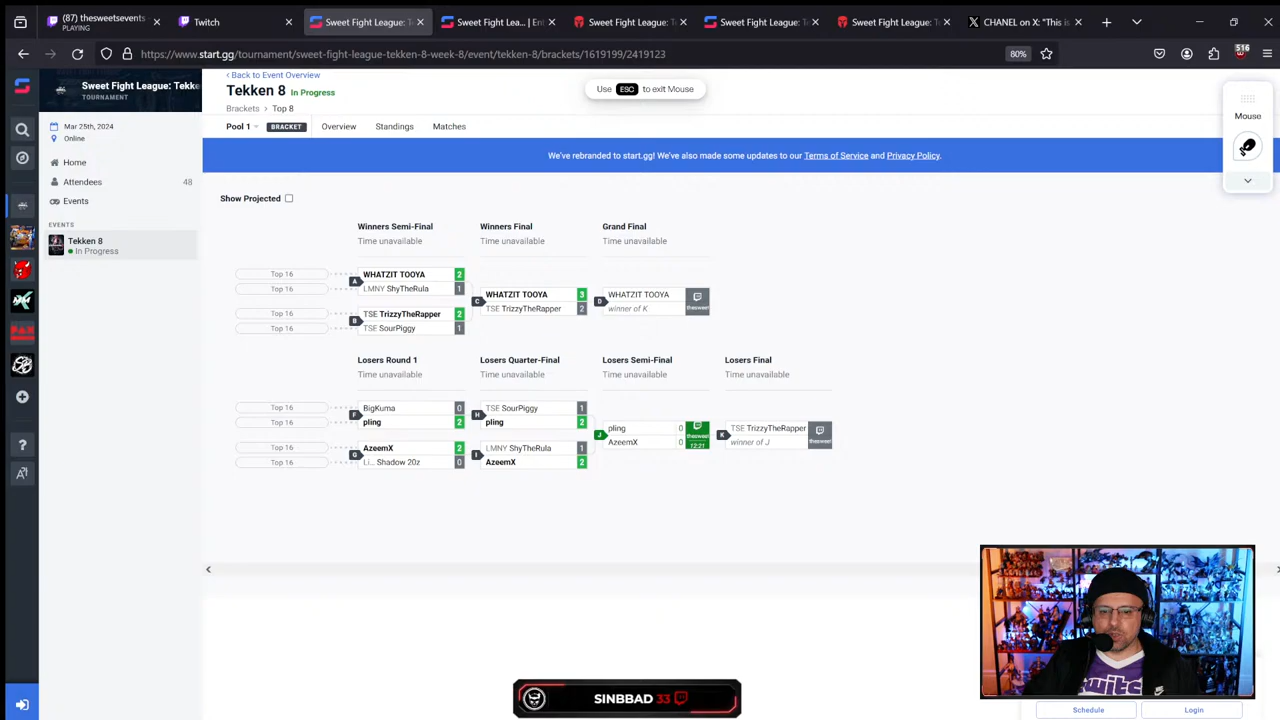 (87) thesweetsevents
PLAYING
Twitch
Sweet Fight League: T
Sweet Fight Lea... | Ent
Sweet Fight League: Te
Sweet Fight League: T
Sweet Fight League: Te
CHANEL on X: "This is
https://www.start.gg/tournament/sweet-fight-league-tekken-8-week-8/event/tekken-8/brackets/1619199/2419123
80%
516
Sweet Fight League: Tekke
TOURNAMENT
Mar 25th, 2024
Online
Home
Attendees 48
Events
EVENTS
Tekken 8
In Progress
‹ Back to Event Overview
Tekken 8 In Progress
Brackets > Top 8
Pool 1 BRACKET Overview Standings Matches
Use ESC to exit Mouse
Mouse
We've rebranded to start.gg! We've also made some updates to our Terms of Service and Privacy Policy.
Show Projected
Winners Semi-Final Winners Final Grand Final
Time unavailable Time unavailable Time unavailable
Top 16 A WHATZIT TOOYA 2
Top 16 LMNY ShyTheRula 1
C WHATZIT TOOYA 3
TSE TrizzyTheRapper 2
D WHATZIT TOOYA
winner of K
Top 16 B TSE TrizzyTheRapper 2
Top 16 TSE SourPiggy 1
Losers Round 1 Losers Quarter-Final Losers Semi-Final Losers Final
Time unavailable Time unavailable Time unavailable Time unavailable
Top 16 F BigKuma 0
Top 16 pling 2
H TSE SourPiggy 1
pling 2
J pling 0
AzeemX 0
12:21
K TSE TrizzyTheRapper
winner of J
Top 16 G AzeemX 2
Top 16 Li... Shadow 20z 0
I LMNY ShyTheRula 1
AzeemX 2
SINBBAD 33
twitch
Schedule
Login